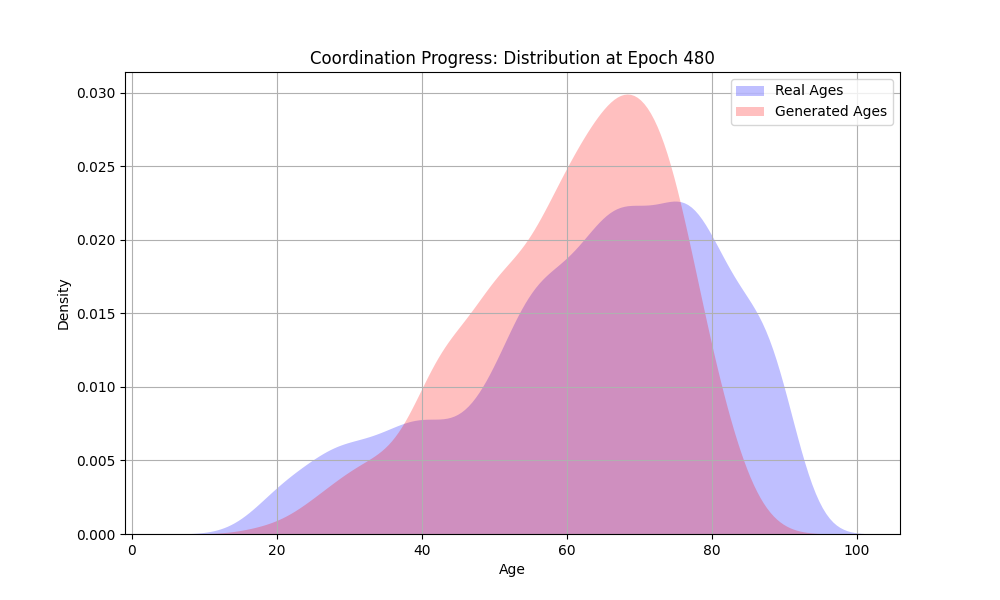 Coordination Progress: Distribution at Epoch 480
Real Ages
Generated Ages
0.030
0.025
0.020
0.015
0.010
0.005
0.000
Density
0
20
40
60
80
100
Age